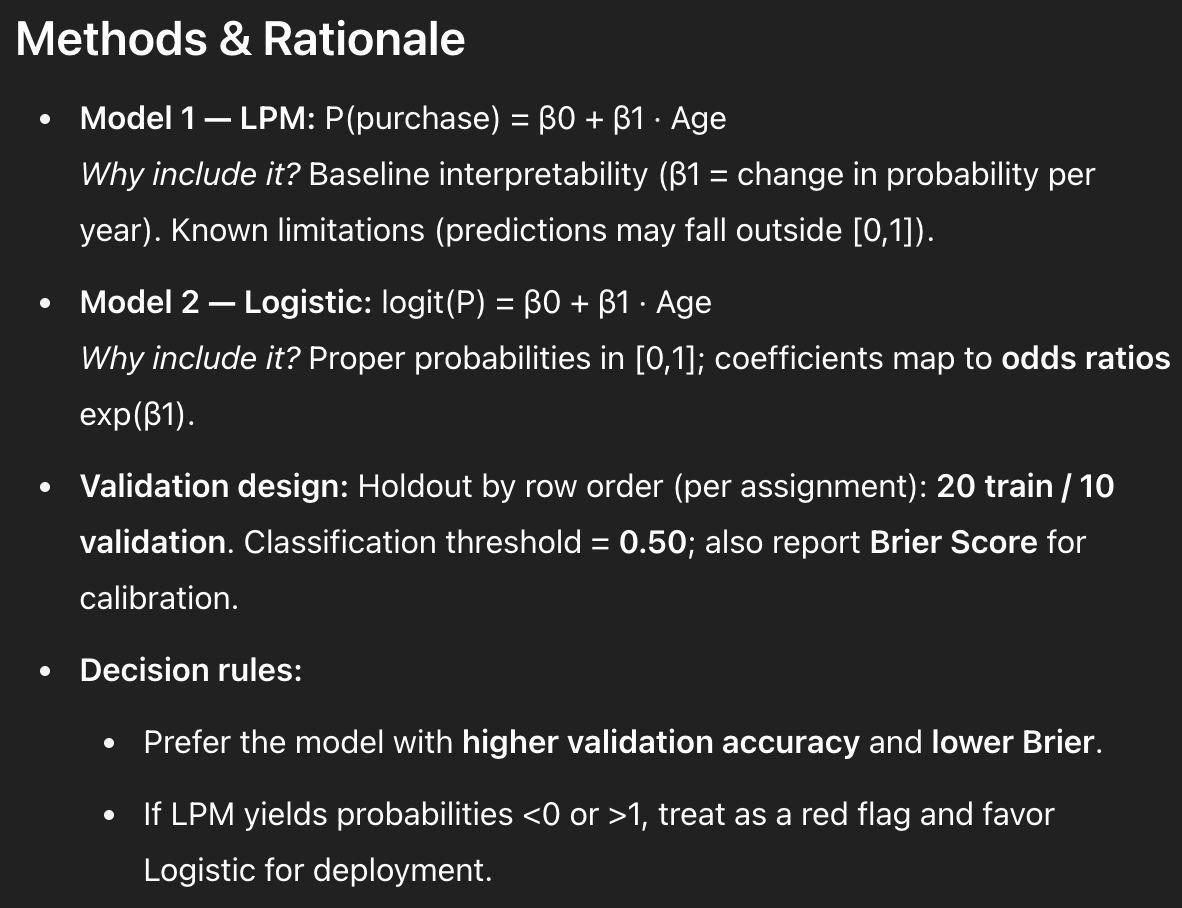 Methods & Rationale
• Model 1 — LPM: P(purchase) = β0 + β1 · Age
Why include it? Baseline interpretability (β1 = change in probability per
year). Known limitations (predictions may fall outside [0,1]).
• Model 2 — Logistic: logit(P) = β0 + β1 · Age
Why include it? Proper probabilities in [0,1]; coefficients map to odds ratios
exp(β1).
• Validation design: Holdout by row order (per assignment): 20 train / 10
validation. Classification threshold = 0.50; also report Brier Score for
calibration.
• Decision rules:
• Prefer the model with higher validation accuracy and lower Brier.
• If LPM yields probabilities <0 or >1, treat as a red flag and favor
Logistic for deployment.